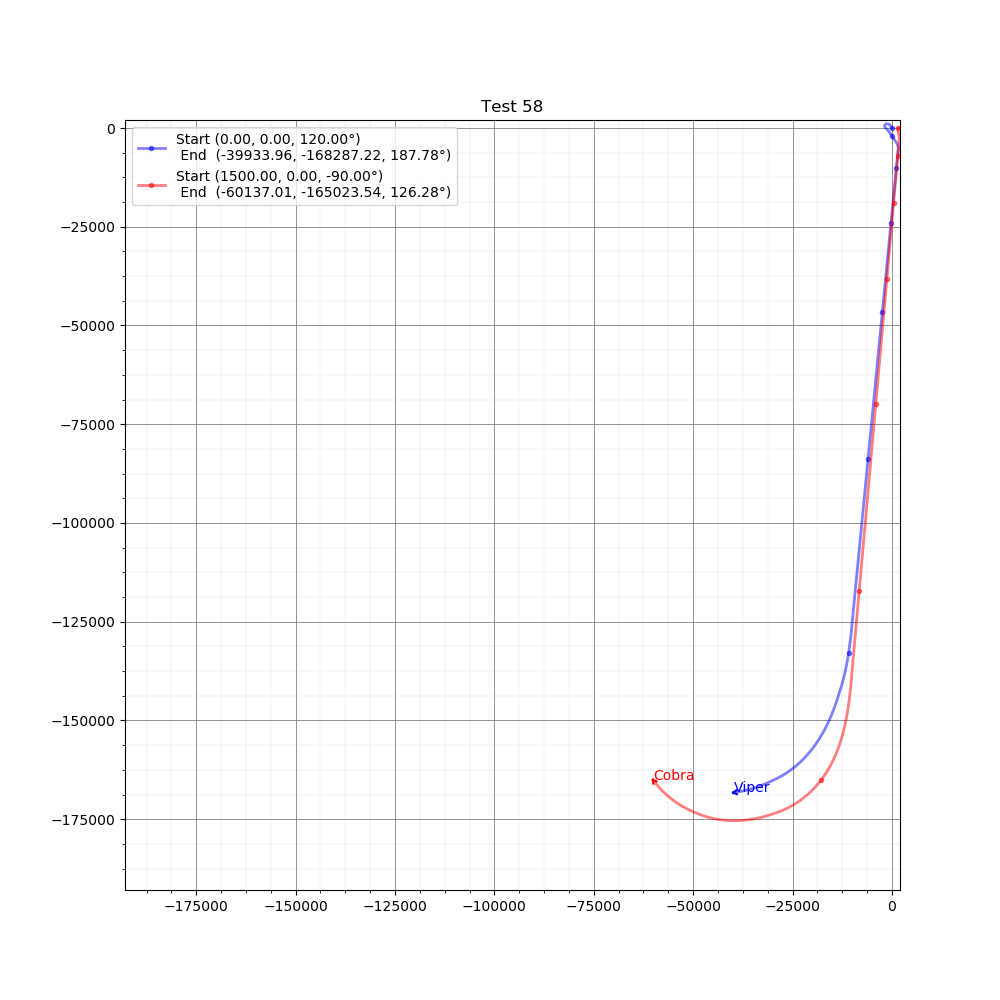 Test 58
Start (0.00, 0.00, 120.00°)
End (-39933.96, -168287.22, 187.78°)
Start (1500.00, 0.00, -90.00°)
End (-60137.01, -165023.54, 126.28°)
0
−25000
−50000
−75000
−100000
−125000
−150000
−175000
Cobra
Viper
−175000 −150000 −125000 −100000 −75000 −50000 −25000 0